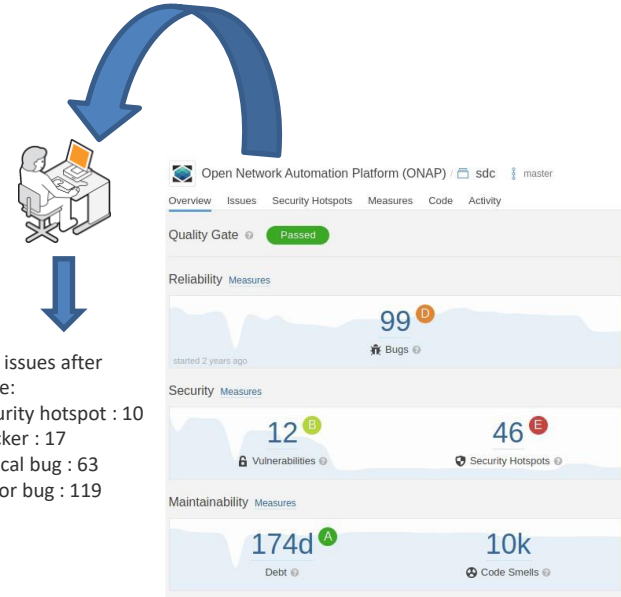 Open Network Automation Platform (ONAP) / sdc master
Overview Issues Security Hotspots Measures Code Activity
Quality Gate Passed
Reliability Measures
99 D
Bugs
started 2 years ago
Security Measures
12 B 46 E
Vulnerabilities Security Hotspots
Maintainability Measures
174d A 10k
Debt Code Smells
issues after
e:
urity hotspot : 10
cker : 17
cal bug : 63
or bug : 119